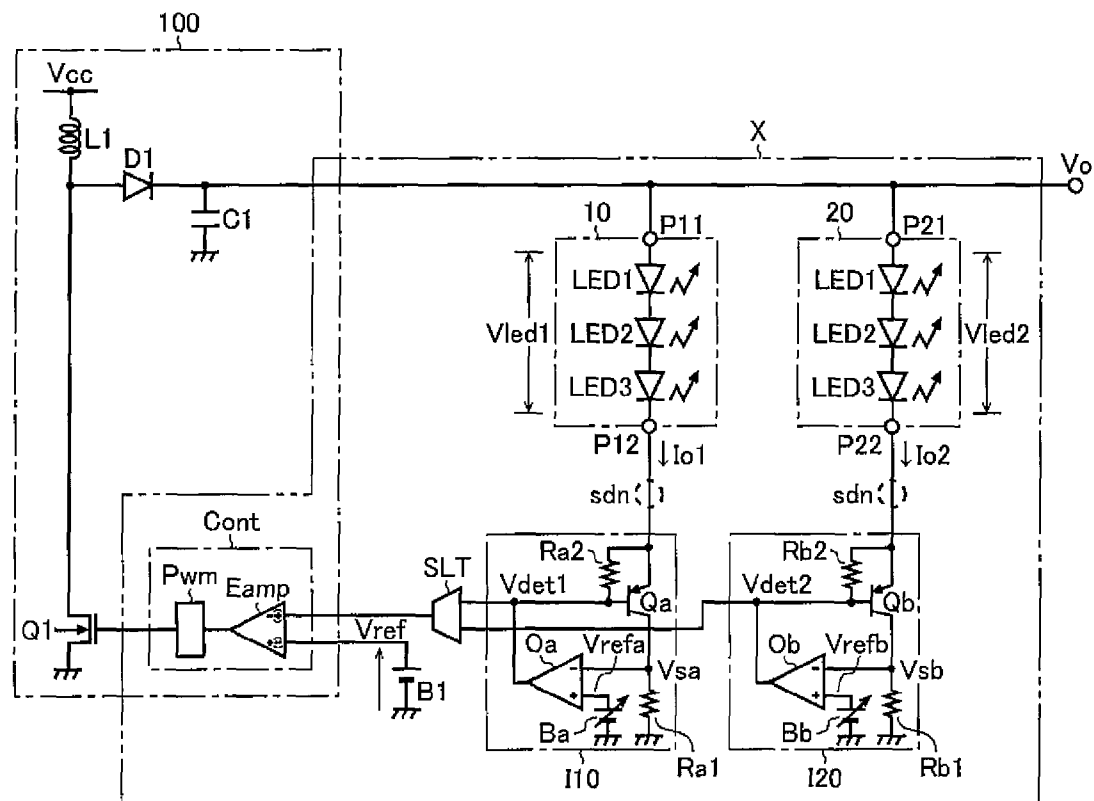 100
Vcc
L1
D1
C1
X
Vo
10
P11
20
P21
LED1
LED1
Vled1
LED2
LED2
Vled2
LED3
LED3
P12
Io1
P22
Io2
sdn
sdn
Cont
Pwm
Eamp
SLT
Ra2
Rb2
Vdet1
Qa
Vdet2
Qb
Q1
Vref
Oa
Vrefa
Vsa
Ob
Vrefb
Vsb
B1
Ba
Bb
I10
Ra1
I20
Rb1